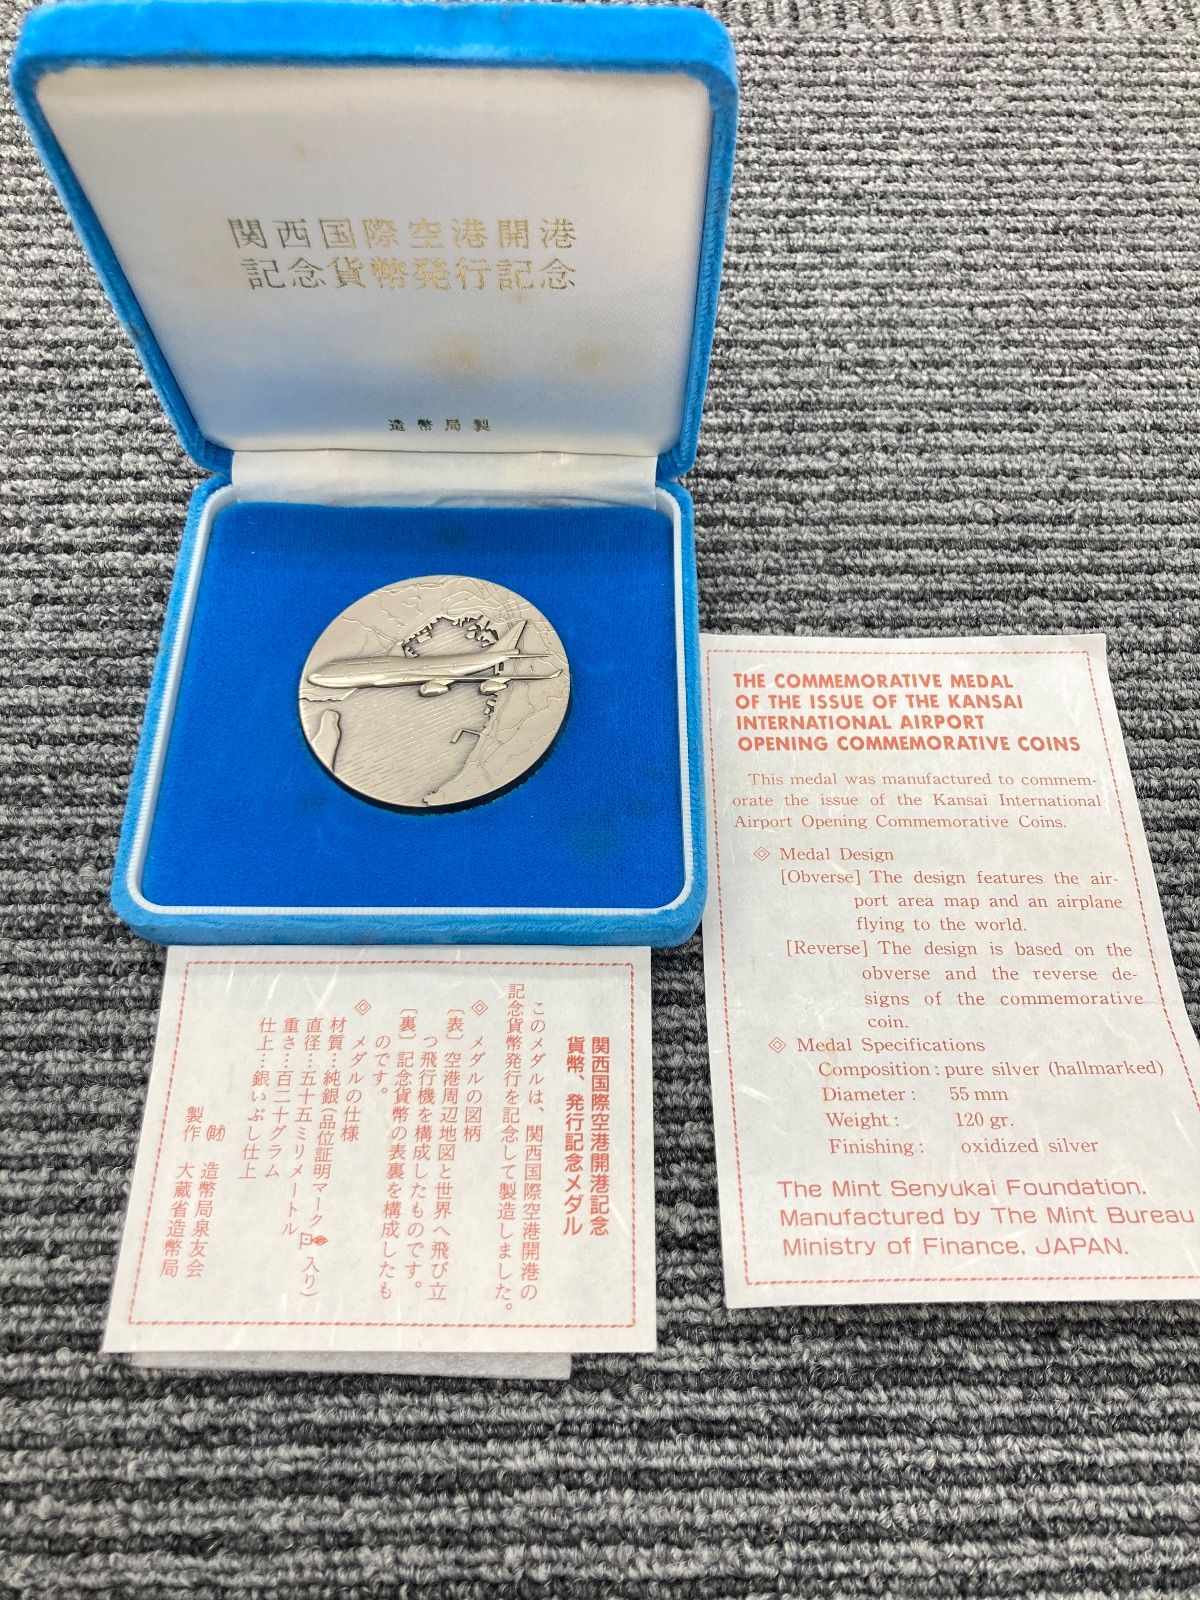 関西国際空港開港
記念貨幣発行記念
造幣局製
THE COMMEMORATIVE MEDAL
OF THE ISSUE OF THE KANSAI
INTERNATIONAL AIRPORT
OPENING COMMEMORATIVE COINS
This medal was manufactured to commem-
orate the issue of the Kansai International
Airport Opening Commemorative Coins.
◈ Medal Design
[Obverse] The design features the air-
port area map and an airplane
flying to the world.
[Reverse] The design is based on the
obverse and the reverse de-
signs of the commemorative
coin.
◈ Medal Specifications
Composition: pure silver (hallmarked)
Diameter: 55 mm
Weight: 120 gr.
Finishing: oxidized silver
The Mint Senyukai Foundation.
Manufactured by The Mint Bureau
Ministry of Finance, JAPAN.
関西国際空港開港記念
貨幣、発行記念メダル
このメダルは、関西国際空港開港の
記念貨幣発行を記念して製造しました。
◈ メダルの図柄
〔表〕空港周辺地図と世界へ飛び立
つ飛行機を構成したものです。
〔裏〕記念貨幣の表裏を構成したも
のです。
◈ メダルの仕様
材質…純銀(品位証明マーク入り)
直径…五十五ミリメートル
重さ…百二十グラム
仕上…銀いぶし仕上
㈶ 造幣局泉友会
製作 大蔵省造幣局